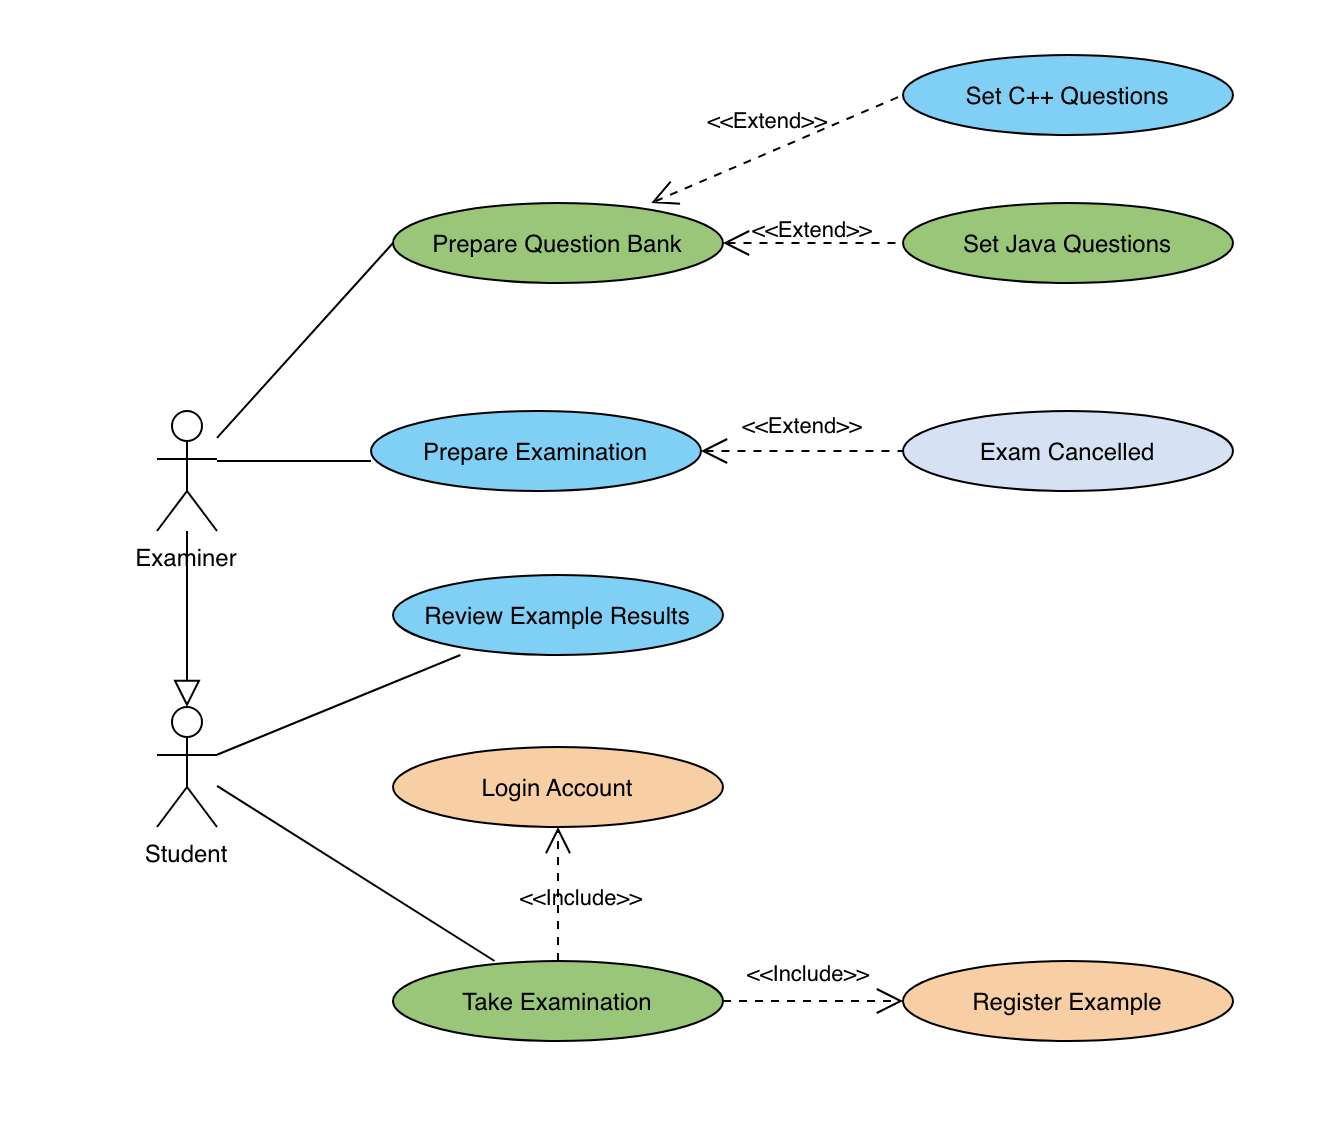 Set C++ Questions
<<Extend>>
<<Extend>>
Prepare Question Bank
Set Java Questions
<<Extend>>
Prepare Examination
Exam Cancelled
Examiner
Review Example Results
Login Account
Student
<<Include>>
<<Include>>
Take Examination
Register Example